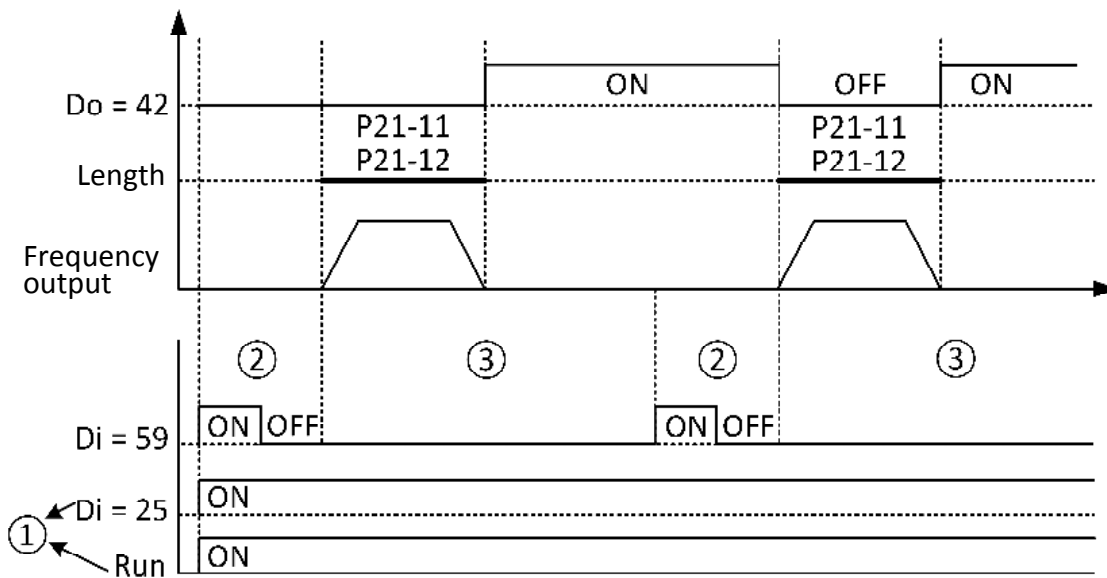 ON OFF ON
Do = 42
P21-11 P21-11
P21-12 P21-12
Length
Frequency
output
② ③ ② ③
ON OFF ON OFF
Di = 59
ON
Di = 25
①
ON
Run